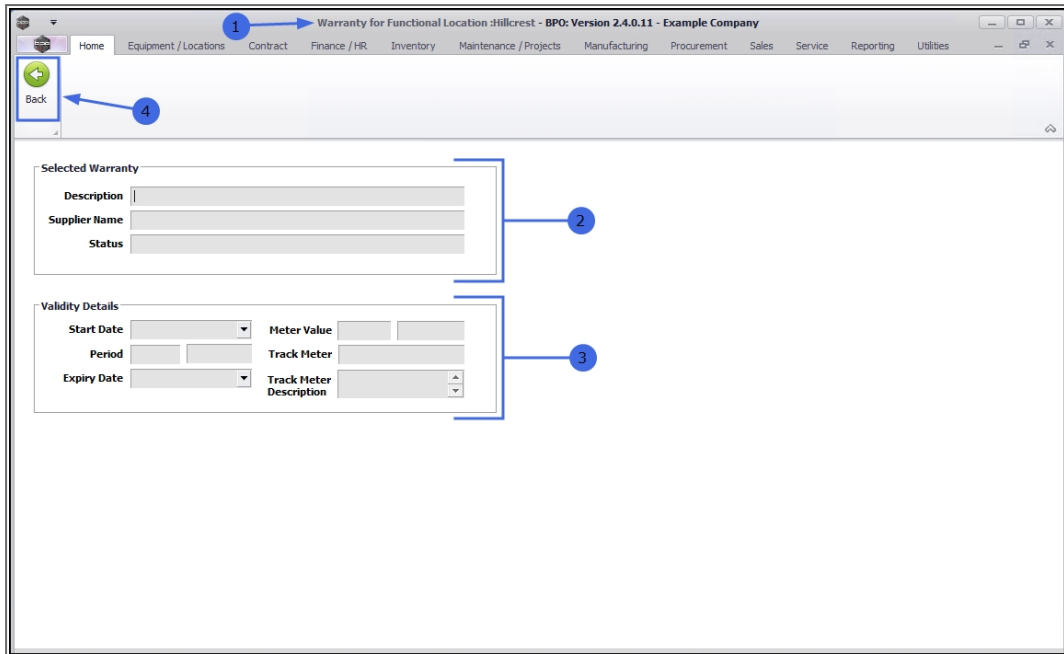 1
Warranty for Functional Location :Hillcrest - BPO: Version 2.4.0.11 - Example Company
Home Equipment / Locations Contract Finance / HR Inventory Maintenance / Projects Manufacturing Procurement Sales Service Reporting Utilities
Back
4
Selected Warranty
Description
Supplier Name
Status
2
Validity Details
Start Date Meter Value
Period Track Meter
Expiry Date Track Meter
Description
3